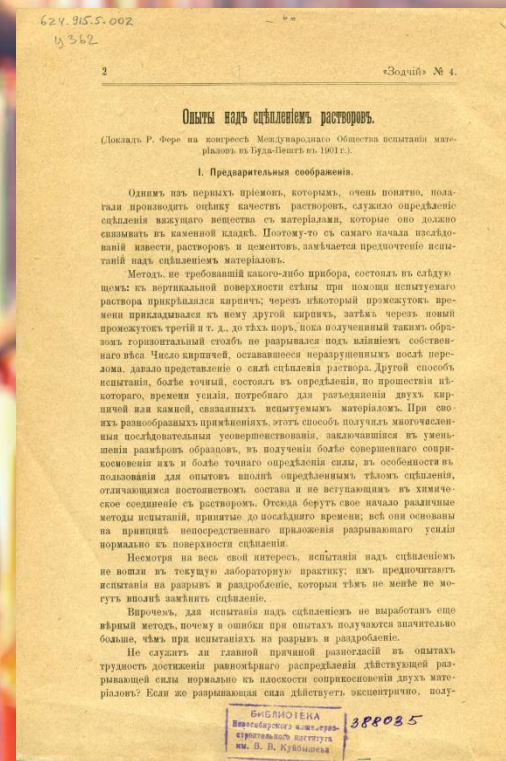 624.915.5.002
У 362
2 «Зодчій» № 4.
Опыты надъ сцѣпленіемъ растворовъ.
(Докладъ Р. Фере на конгрессѣ Международнаго Общества испытанія мате-
ріаловъ въ Буда-Пештѣ въ 1901 г.).
I. Предварительныя соображенія.
Однимъ изъ первыхъ пріемовъ, которымъ, очень понятно, пола-
гали производить оцѣнку качествъ растворовъ, служило опредѣленіе
сцѣпленія вяжущаго вещества съ матеріалами, которые оно должно
связывать въ каменной кладкѣ. Поэтому-то съ самаго начала изслѣдо-
ваній извести, растворовъ и цементовъ, замѣчается предпочтеніе испы-
таній надъ сцѣпленіемъ матеріаловъ.
Методъ, не требовавшій какого-либо прибора, состоялъ въ слѣдую
щемъ: къ вертикальной поверхности стѣны при помощи испытуемаго
раствора прикрѣплялся кирпичъ; черезъ нѣкоторый промежутокъ вре-
мени прикладывался къ нему другой кирпичъ, затѣмъ черезъ новый
промежутокъ третій и т. д., до тѣхъ поръ, пока полученный такимъ обра-
зомъ горизонтальный столбъ не разрывался подъ вліяніемъ собствен-
наго вѣса. Число кирпичей, остававшееся неразрушеннымъ послѣ пере-
лома, давало представленіе о силѣ сцѣпленія раствора. Другой способъ
испытанія, болѣе точный, состоялъ въ опредѣленіи, по прошествіи нѣ-
котораго, времени усилія, потребнаго для разъединенія двухъ кир-
пичей или камней, связанныхъ испытуемымъ матеріаломъ. При сво
ихъ разнообразныхъ примѣненіяхъ, этотъ способъ получилъ многочислен-
ныя послѣдовательныя усовершенствованія, заключавшіяся въ умень-
шеніи размѣровъ образцовъ, въ полученіи болѣе совершеннаго сопри-
косновенія ихъ и болѣе точнаго опредѣленія силы, въ особенности въ
пользованіи для опытовъ вполнѣ опредѣленнымъ тѣломъ сцѣпленія,
отличающимся постоянствомъ состава и не вступающимъ въ химиче-
ское соединеніе съ растворомъ. Отсюда берутъ свое начало различные
методы испытаній, принятые до послѣдняго времени; всѣ они основаны
на принципѣ непосредственнаго приложенія разрывающаго усилія
нормально къ поверхности сцѣпленія.
Несмотря на весь свой интересъ, испытанія надъ сцѣпленіемъ
не вошли въ текущую лабораторную практику; имъ предпочитаютъ
испытанія на разрывъ и раздробленіе, которыя тѣмъ не менѣе не мо-
гутъ вполнѣ замѣнить сцѣпленіе.
Впрочемъ, для испытанія надъ сцѣпленіемъ не выработанъ еще
вѣрный методъ, почему и ошибки при опытахъ получаются значительно
больше, чѣмъ при испытаніяхъ на разрывъ и раздробленіе.
Не служитъ ли главной причиной разногласій въ опытахъ
трудность достиженія равномѣрнаго распредѣленія дѣйствующей раз-
рывающей силы нормально къ плоскости соприкосновенія двухъ мате-
ріаловъ? Если же разрывающая сила дѣйствуетъ эксцентрично, полу-
БИБЛИОТЕКА
Новосибирского инженерно-
строительного института
им. В. В. Куйбышева
388035